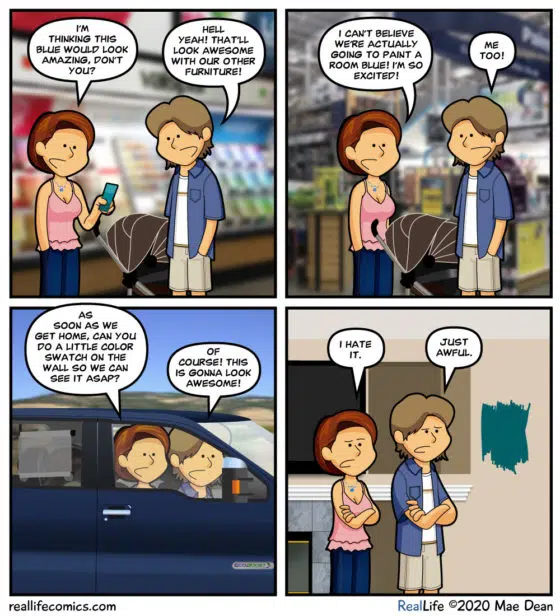 I'M
THINKING THIS
BLUE WOULD LOOK
AMAZING, DON'T
YOU?
HELL
YEAH! THAT'LL
LOOK AWESOME
WITH OUR OTHER
FURNITURE!
I CAN'T BELIEVE
WE'RE ACTUALLY
GOING TO PAINT A
ROOM BLUE! I'M SO
EXCITED!
ME
TOO!
AS
SOON AS WE
GET HOME, CAN YOU
DO A LITTLE COLOR
SWATCH ON THE
WALL SO WE CAN
SEE IT ASAP?
OF
COURSE! THIS
IS GONNA LOOK
AWESOME!
I HATE
IT.
JUST
AWFUL.
reallifecomics.com
RealLife ©2020 Mae Dean